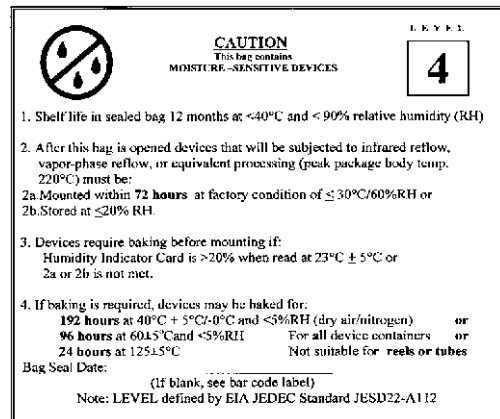 L E V E L
CAUTION
This bag contains
MOISTURE –SENSITIVE DEVICES
4
1. Shelf life in sealed bag 12 months at <40°C and < 90% relative humidity (RH)
2. After this bag is opened devices that will be subjected to infrared reflow,
vapor-phase reflow, or equivalent processing (peak package body temp.
220°C) must be:
2a.Mounted within 72 hours at factory condition of ≤ 30°C/60%RH or
2b.Stored at ≤20% RH.
3. Devices require baking before mounting if:
Humidity Indicator Card is >20% when read at 23°C ± 5°C or
2a or 2b is not met.
4. If baking is required, devices may be baked for:
192 hours at 40°C + 5°C/-0°C and <5%RH (dry air/nitrogen) or
96 hours at 60±5°C and <5%RH For all device containers or
24 hours at 125±5°C Not suitable for reels or tubes
Bag Seal Date:
(If blank, see bar code label)
Note: LEVEL defined by EIA JEDEC Standard JESD22-A112